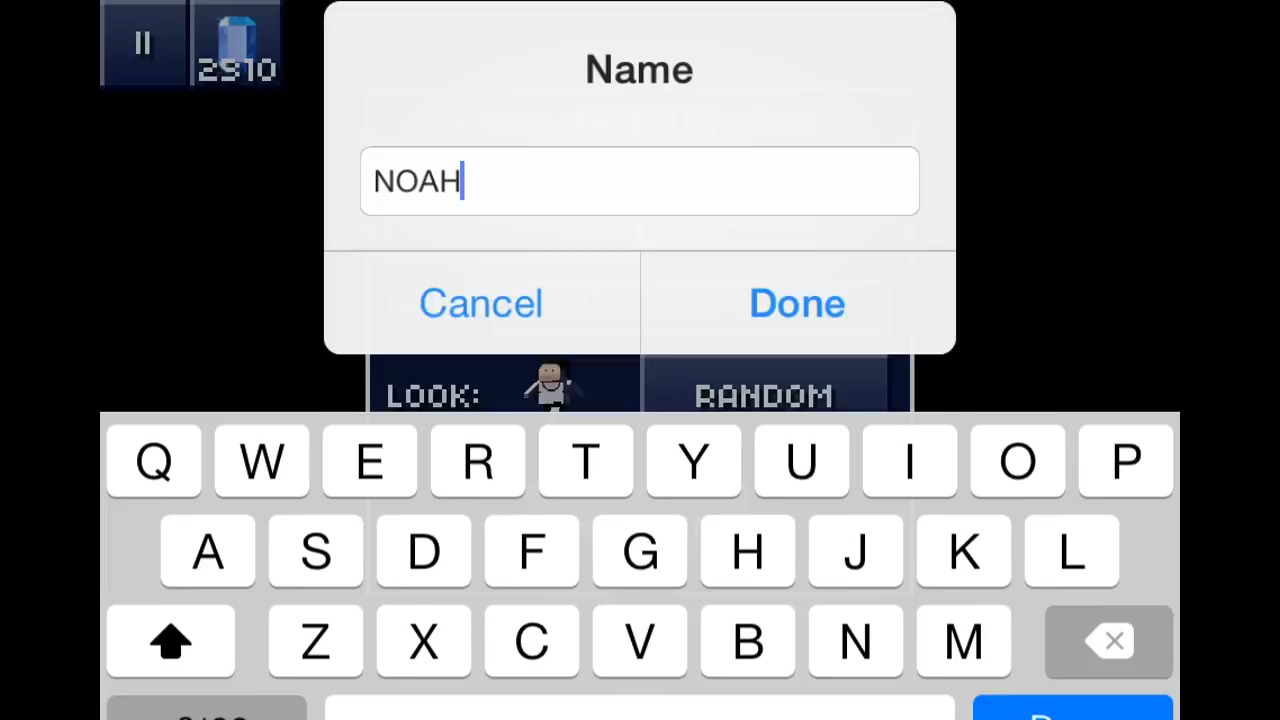 2910
Name
NOAH
Cancel
Done
LOOK:
RANDOM
Q W E R T Y U I O P
A S D F G H J K L
Z X C V B N M